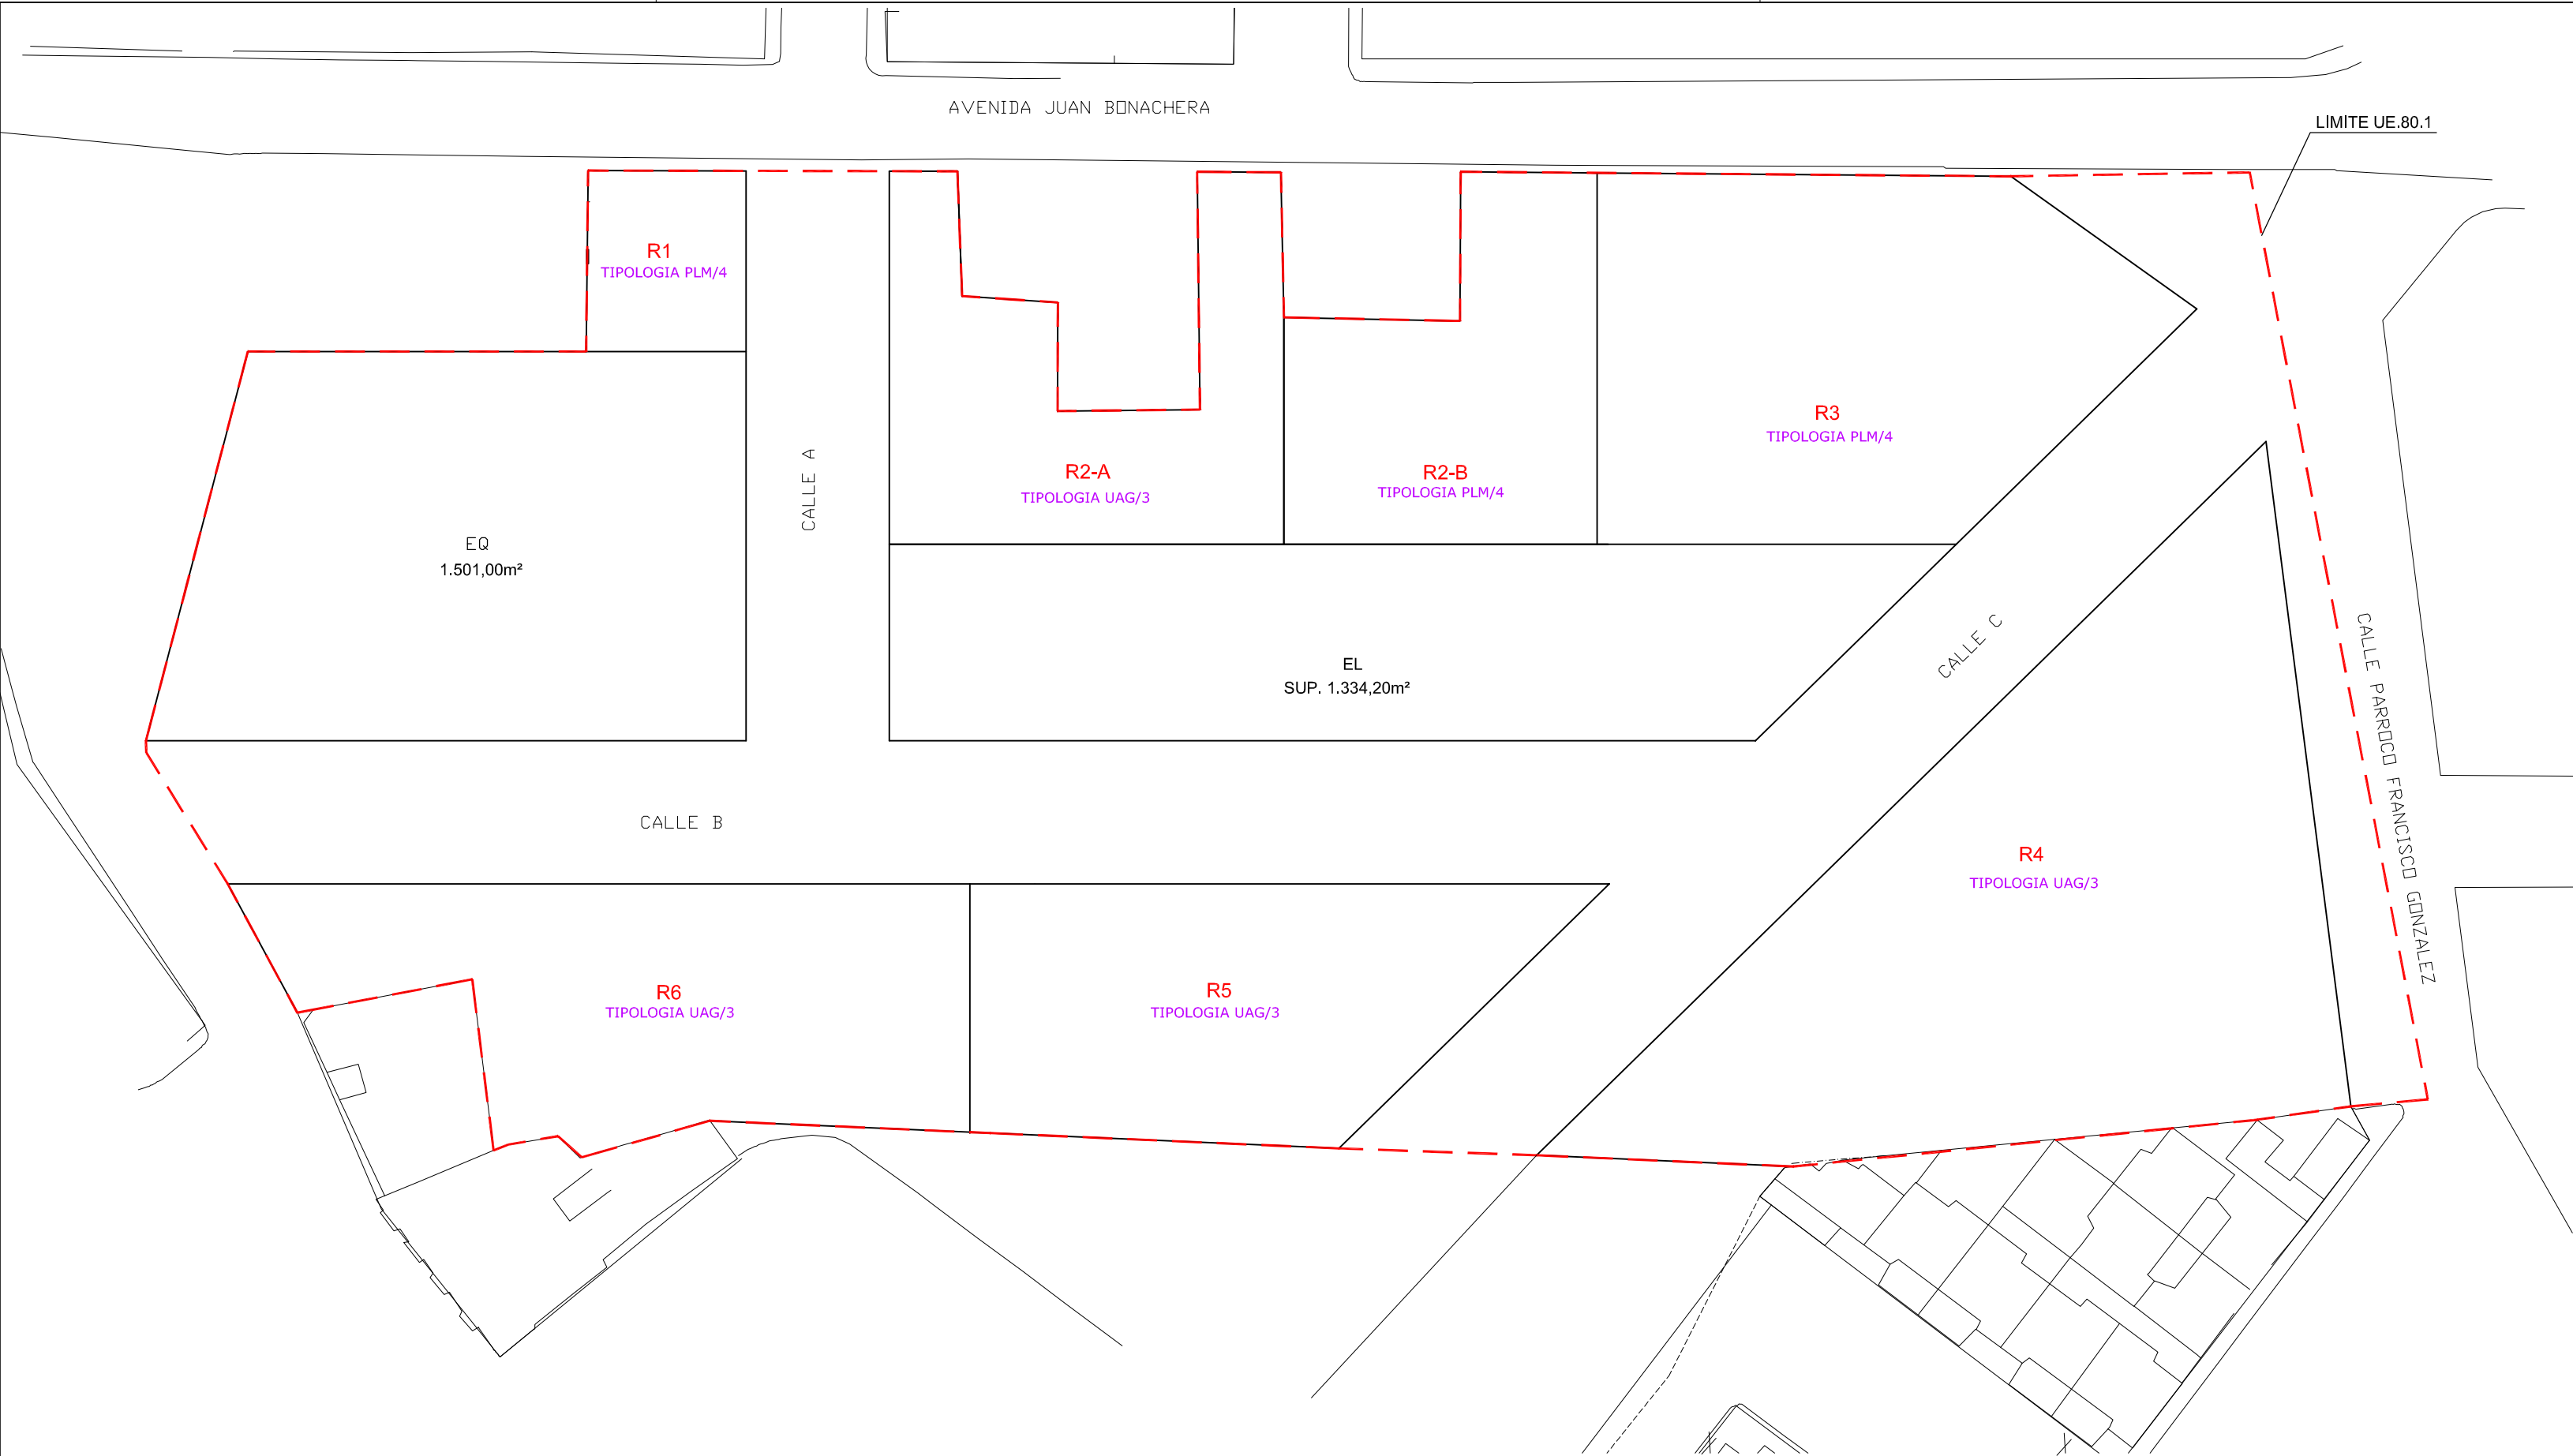 AVENIDA JUAN BONACHERA
LIMITE UE.80.1
R1
TIPOLOGIA PLM/4
R3
TIPOLOGIA PLM/4
R2-A
TIPOLOGIA UAG/3
R2-B
TIPOLOGIA PLM/4
CALLE A
EQ
1.501,00m²
EL
SUP. 1.334,20m²
CALLE C
CALLE PARROCO FRANCISCO GONZALEZ
CALLE B
R4
TIPOLOGIA UAG/3
R6
TIPOLOGIA UAG/3
R5
TIPOLOGIA UAG/3